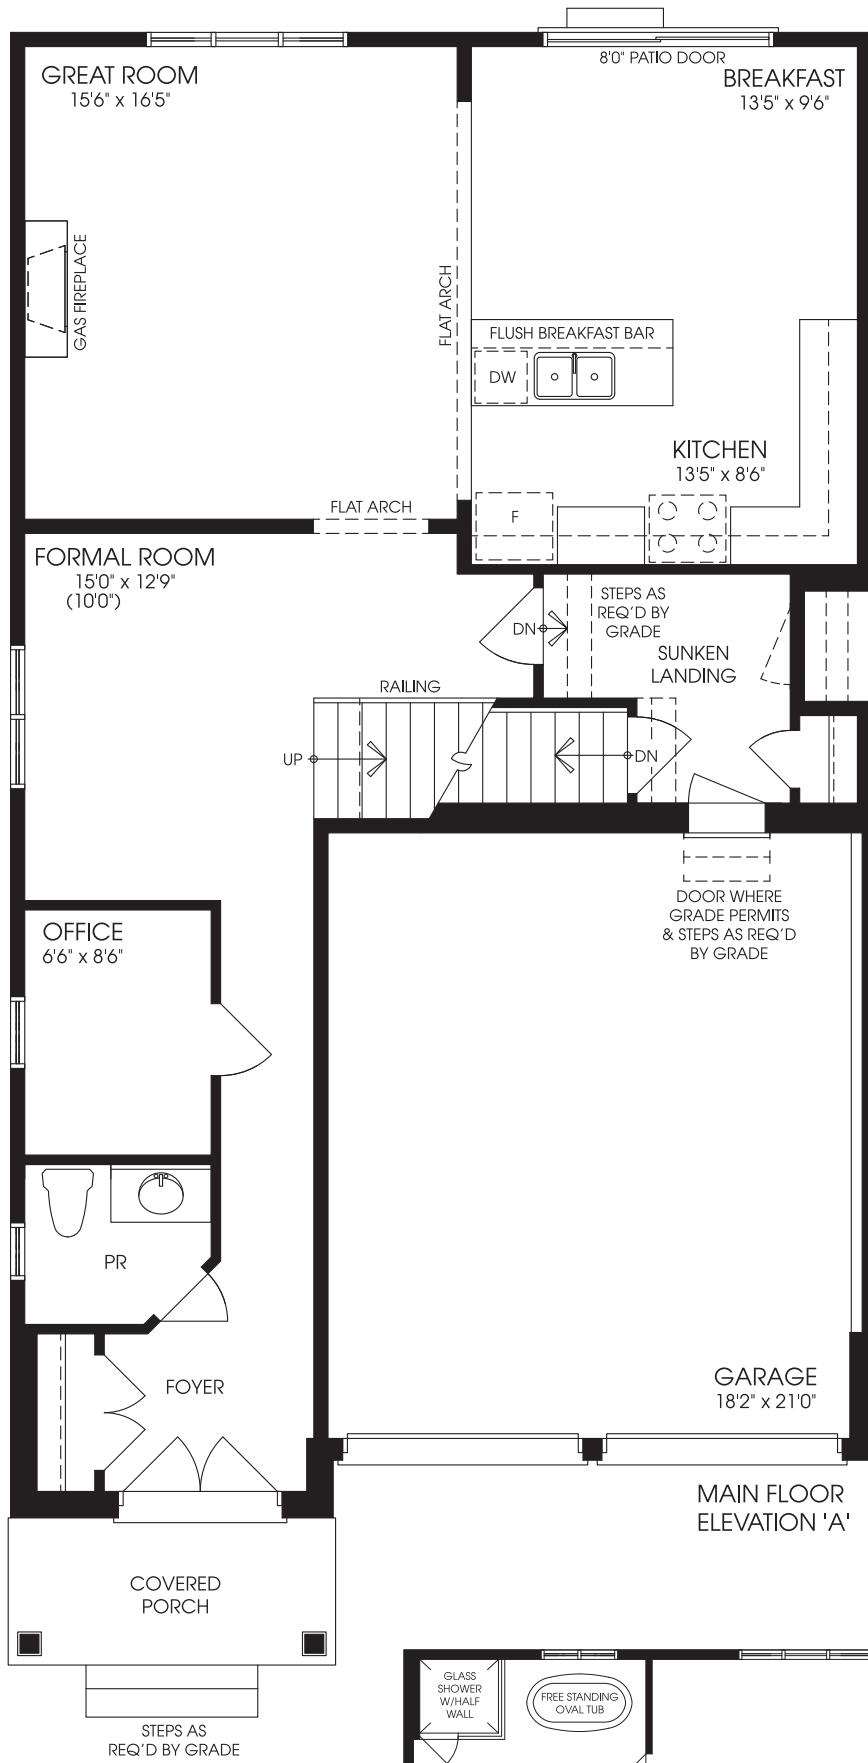 GREAT ROOM
15'6" x 16'5"
8'0" PATIO DOOR
BREAKFAST
13'5" x 9'6"
GAS FIREPLACE
FLAT ARCH
FLUSH BREAKFAST BAR
DW
KITCHEN
13'5" x 8'6"
FLAT ARCH
F
FORMAL ROOM
15'0" x 12'9"
(10'0")
STEPS AS
REQ'D BY
GRADE
DN
SUNKEN
LANDING
RAILING
UP
DN
DOOR WHERE
GRADE PERMITS
& STEPS AS REQ'D
BY GRADE
OFFICE
6'6" x 8'6"
PR
FOYER
GARAGE
18'2" x 21'0"
MAIN FLOOR
ELEVATION 'A'
COVERED
PORCH
STEPS AS
REQ'D BY GRADE
GLASS
SHOWER
W/HALF
WALL
FREE STANDING
OVAL TUB